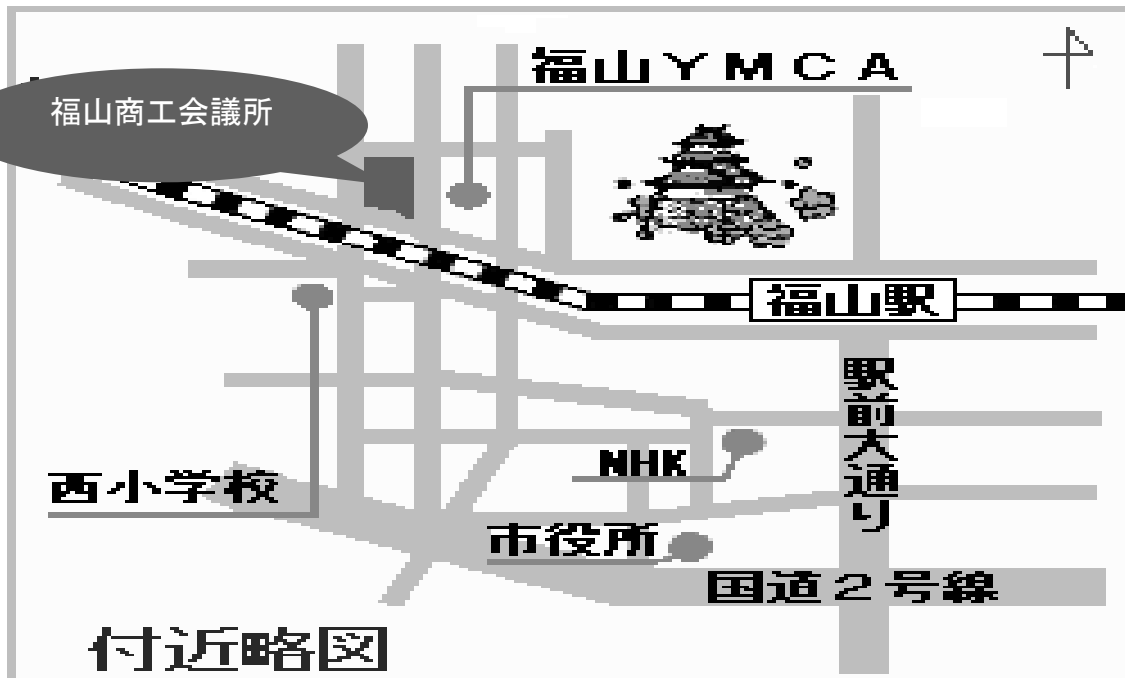 福山ＹＭＣＡ
福山商工会議所
福山駅
駅前大通り
NHK
西小学校
市役所
国道２号線
付近略図